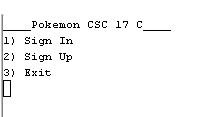 ____Pokemon CSC 17 C____
1) Sign In
2) Sign Up
3) Exit